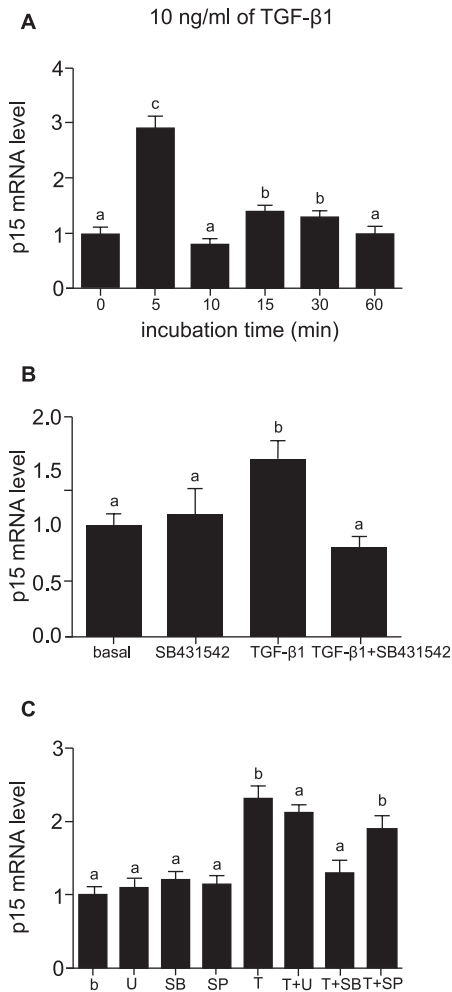 A
10 ng/ml of TGF-β1
4
3
2
1
0
p15 mRNA level
a
c
a
b
b
a
0 5 10 15 30 60
incubation time (min)
B
2.0
1.5
1.0
0.5
0.0
p15 mRNA level
a
a
b
a
basal SB431542 TGF-β1 TGF-β1+SB431542
C
3
2
1
0
p15 mRNA level
a
a
a
a
b
a
a
b
b U SB SP T T+U T+SB T+SP